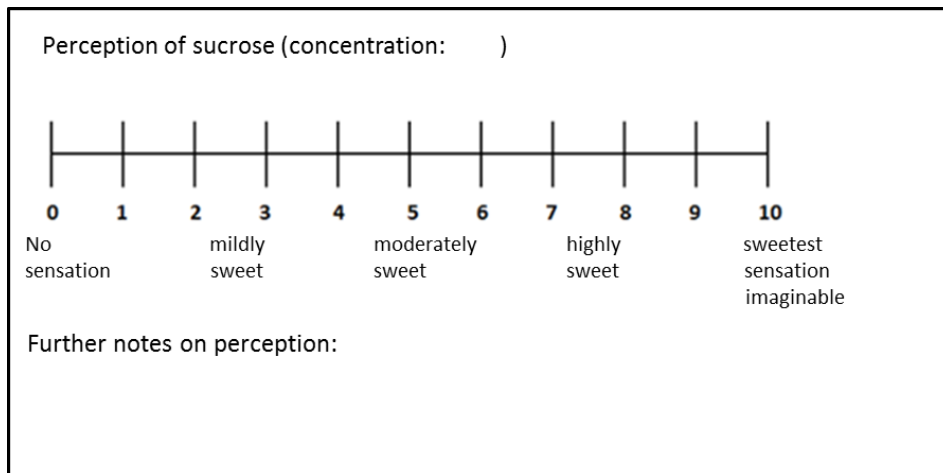 Perception of sucrose (concentration: )
0 1 2 3 4 5 6 7 8 9 10
No mildly moderately highly sweetest
sensation sweet sweet sweet sensation
imaginable
Further notes on perception: